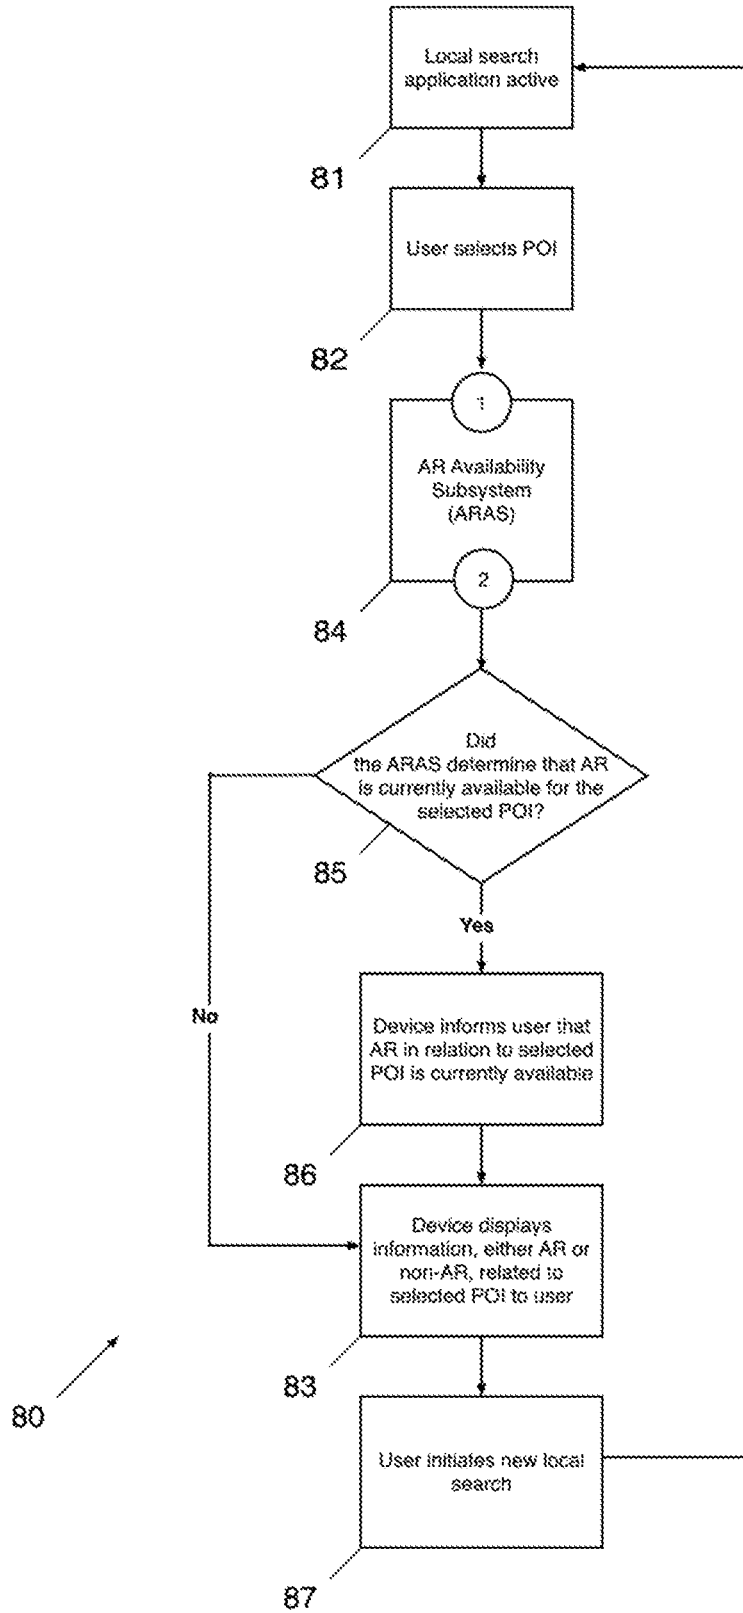 Local search
application active
81
User selects POI
82
1
AR Availability
Subsystem
(ARAS)
2
84
Did
the ARAS determine that AR
is currently available for the
selected POI?
85
Yes
No
Device informs user that
AR in relation to selected
POI is currently available
86
Device displays
information, either AR or
non-AR, related to
selected POI to user
83
80
User initiates new local
search
87